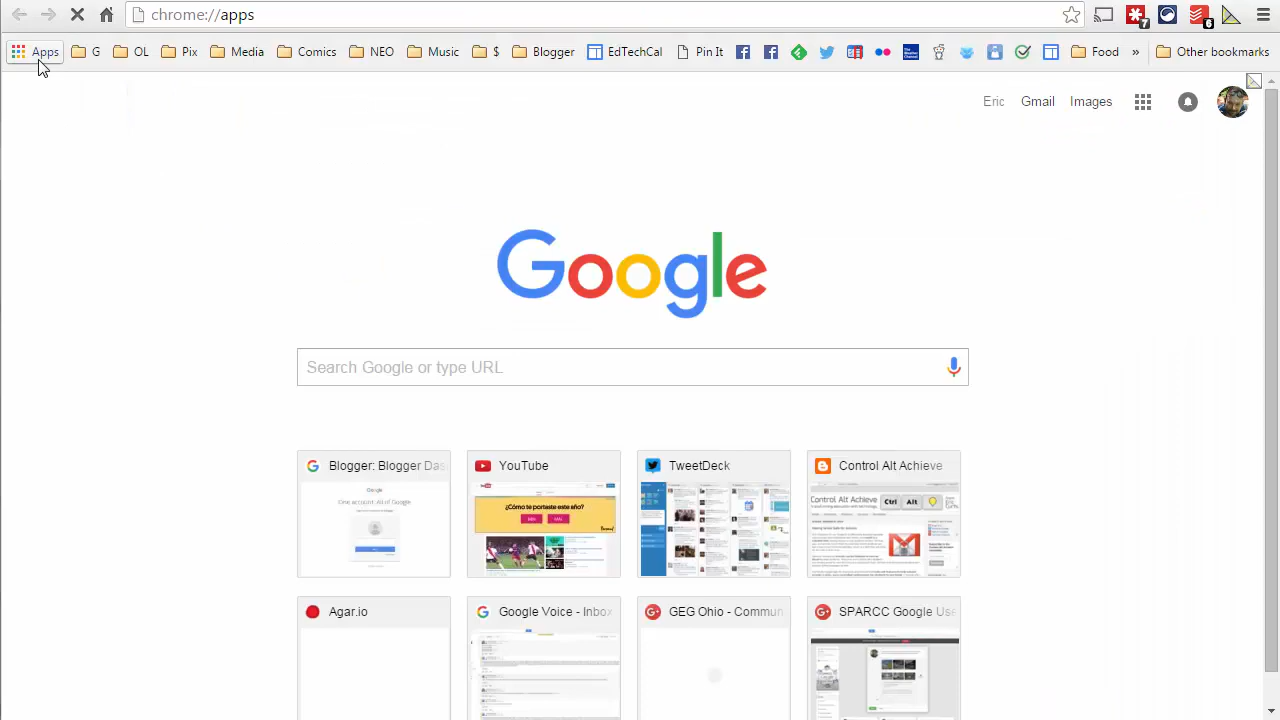 chrome://apps
7
6
Apps G OL Pix Media Comics NEO Music $ Blogger EdTechCal Pin It Food » Other bookmarks
Eric Gmail Images
Google
Search Google or type URL
Blogger: Blogger Das
YouTube
TweetDeck
Control Alt Achieve
Google
One account. All of Google
¿Cómo te portaste este año?
Control Alt Achieve
Ctrl Alt
Agar.io
Google Voice - Inbox
GEG Ohio - Commun
SPARCC Google Use